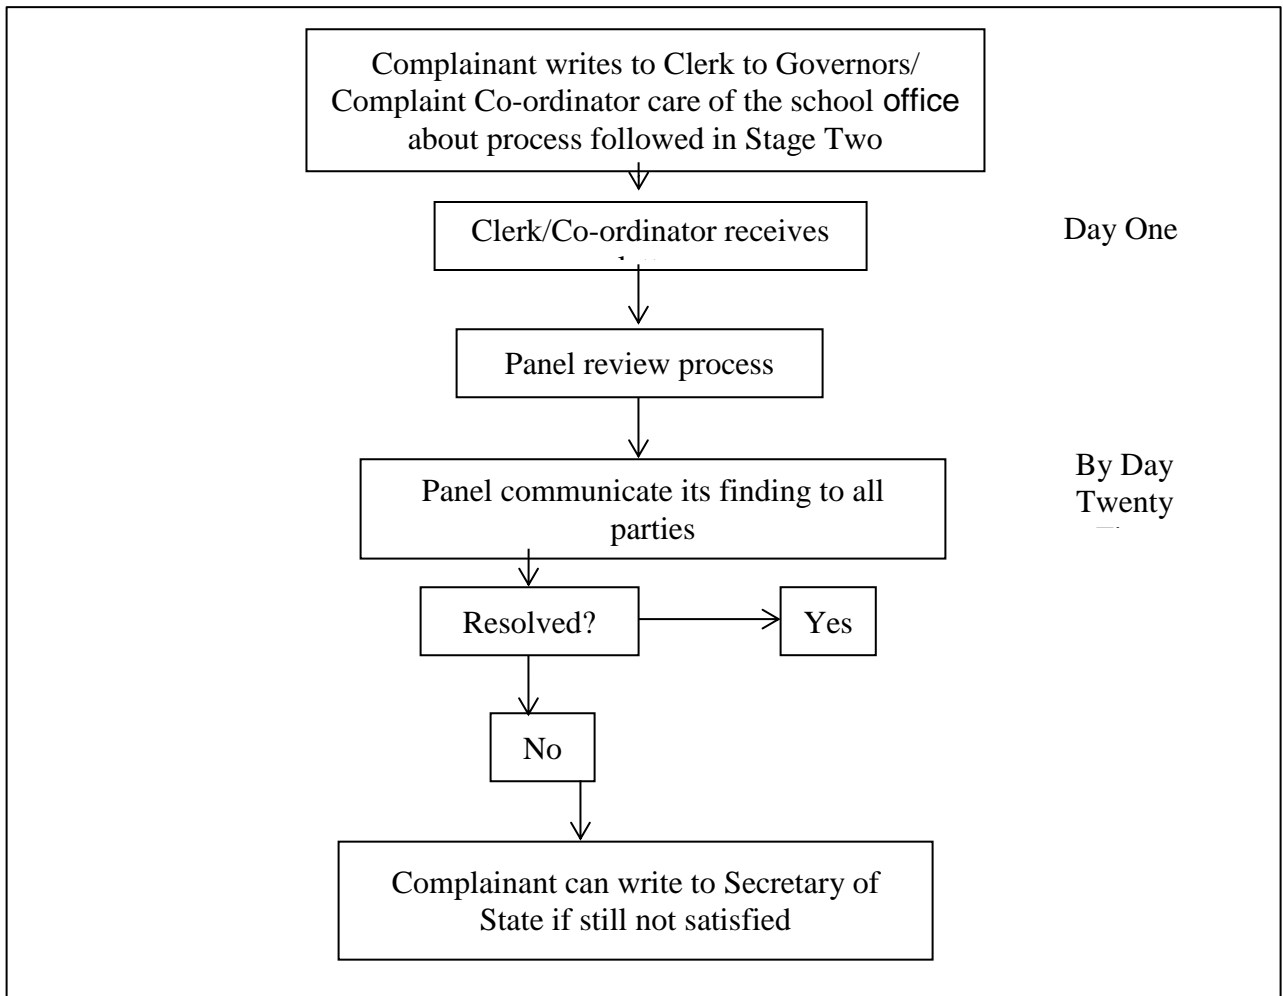 Complainant writes to Clerk to Governors/
Complaint Co-ordinator care of the school office
about process followed in Stage Two
Clerk/Co-ordinator receives
Day One
Panel review process
Panel communicate its finding to all
parties
By Day
Twenty
Resolved?
Yes
No
Complainant can write to Secretary of
State if still not satisfied